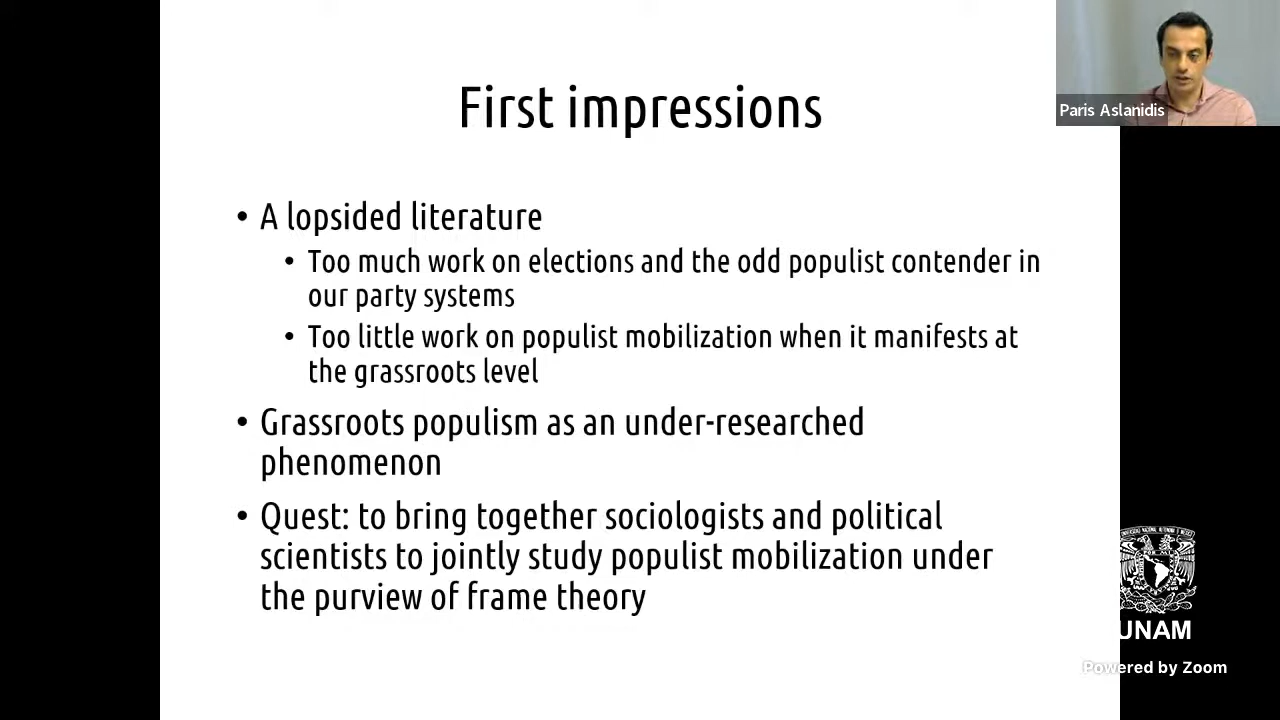 First impressions
Paris Aslanidis
• A lopsided literature
• Too much work on elections and the odd populist contender in
our party systems
• Too little work on populist mobilization when it manifests at
the grassroots level
• Grassroots populism as an under-researched
phenomenon
• Quest: to bring together sociologists and political
scientists to jointly study populist mobilization under
the purview of frame theory
UNAM
Powered by Zoom